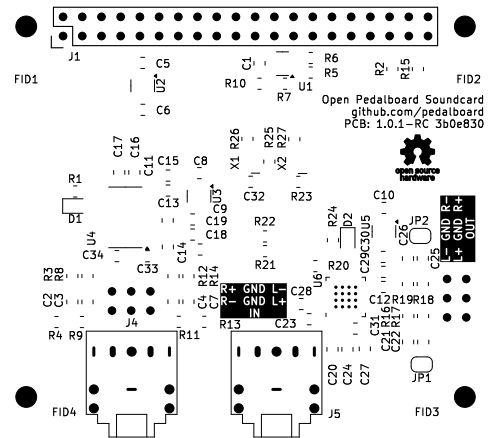 J1
FID1
FID2
C5
U2
C6
C1
R10
R7
U1
R6
R5
R2
R15
Open Pedalboard Soundcard
github.com/pedalboard
PCB: 1.0.1-RC 3b0e830
open source
hardware
R26
R25
R27
X1
X2
C17
C16
C11
C15
C8
R1
D1
C32
R23
U3
C9
C10
C13
C19
C18
R22
R24
D2
C30
U5
C26
JP2
R- R+
GND GND
L- L+
OUT
C25
U4
C34
C33
C14
R21
U6
R20
C29
R3
R8
R12
R14
R+ GND L-
R- GND L+
IN
C28
C12
R19
R18
C2
C3
C4
C7
J4
R4
R9
R11
R13
C23
C31
R16
R17
C21
C22
C20
C24
C27
JP1
FID4
J5
FID3